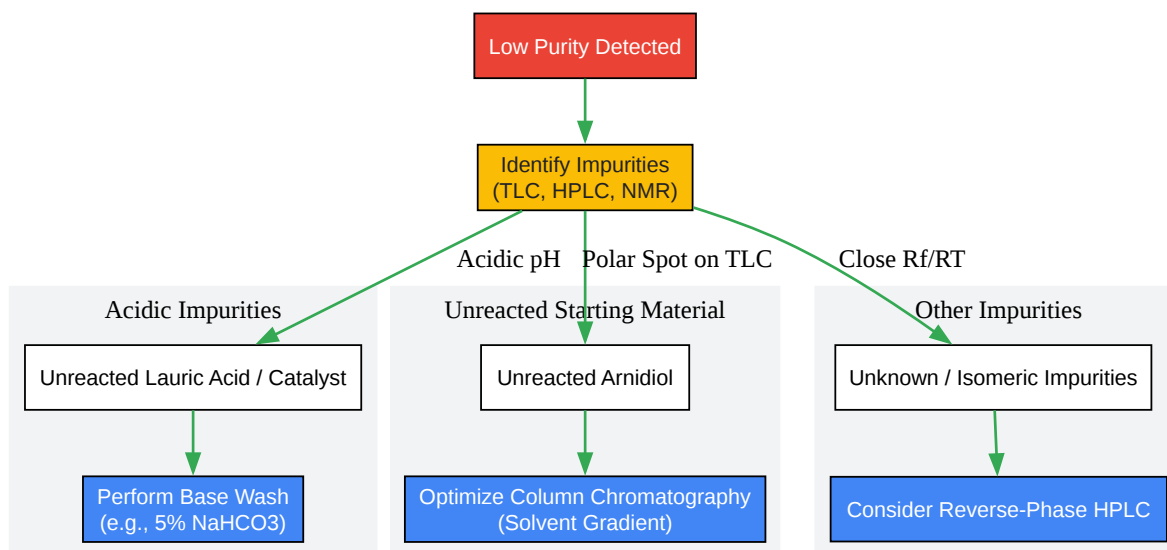 Low Purity Detected
Identify Impurities
(TLC, HPLC, NMR)
Acidic pH
Polar Spot on TLC
Close Rf/RT
Acidic Impurities
Unreacted Starting Material
Other Impurities
Unreacted Lauric Acid / Catalyst
Unreacted Arnidiol
Unknown / Isomeric Impurities
Perform Base Wash
(e.g., 5% NaHCO3)
Optimize Column Chromatography
(Solvent Gradient)
Consider Reverse-Phase HPLC